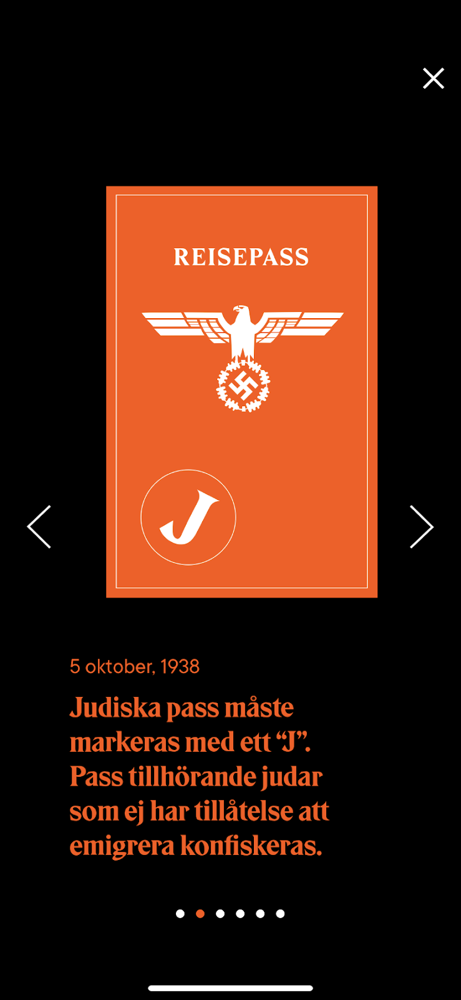 REISEPASS
J
5 oktober, 1938
Judiska pass måste
markeras med ett “J”.
Pass tillhörande judar
som ej har tillåtelse att
emigrera konfiskeras.